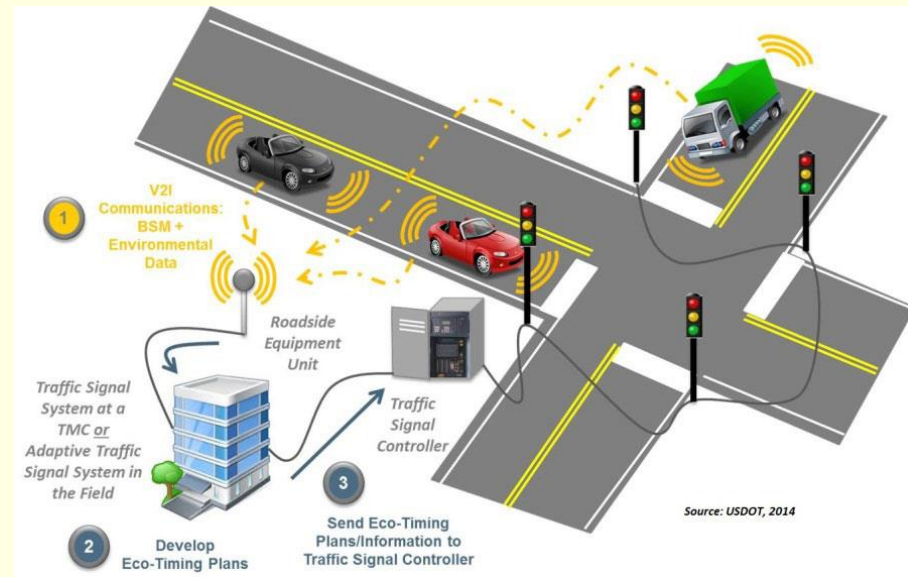 1
V2I
Communications:
BSM +
Environmental
Data
Roadside
Equipment
Unit
Traffic Signal
System at a
TMC or
Adaptive Traffic
Signal System in
the Field
Traffic
Signal
Controller
2
Develop
Eco-Timing Plans
3
Send Eco-Timing
Plans/Information to
Traffic Signal Controller
Source: USDOT, 2014